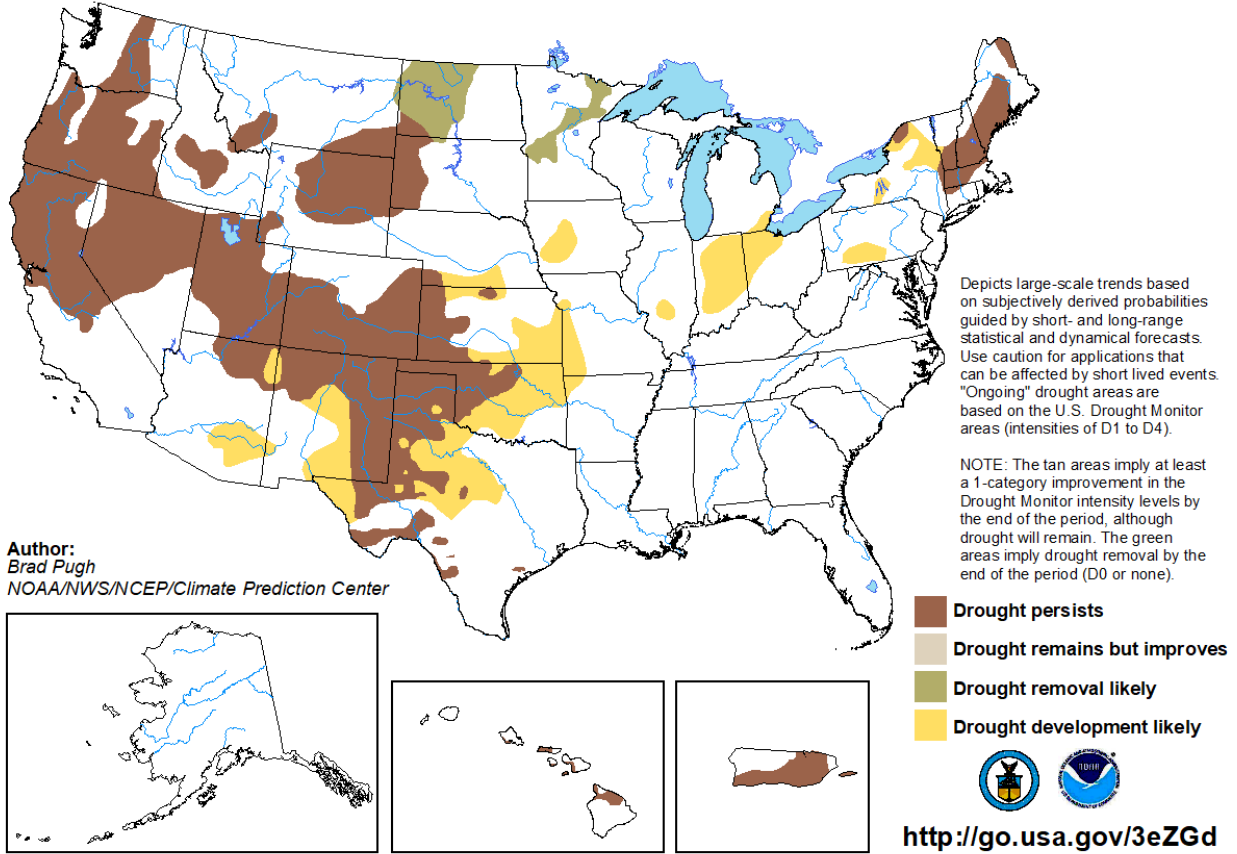 Depicts large-scale trends based
on subjectively derived probabilities
guided by short- and long-range
statistical and dynamical forecasts.
Use caution for applications that
can be affected by short lived events.
"Ongoing" drought areas are
based on the U.S. Drought Monitor
areas (intensities of D1 to D4).
NOTE: The tan areas imply at least
a 1-category improvement in the
Drought Monitor intensity levels by
the end of the period, although
drought will remain. The green
areas imply drought removal by the
end of the period (D0 or none).
Author:
Brad Pugh
NOAA/NWS/NCEP/Climate Prediction Center
Drought persists
Drought remains but improves
Drought removal likely
Drought development likely
NOAA
http://go.usa.gov/3eZGd